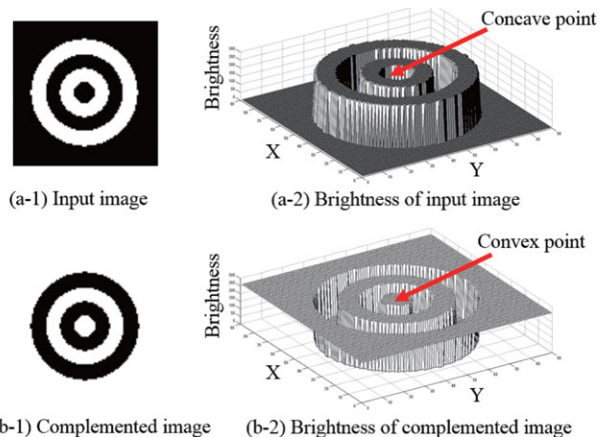 Concave point
Brightness
X
Y
(a-1) Input image
(a-2) Brightness of input image
Convex point
Brightness
X
Y
b-1) Complemented image
(b-2) Brightness of complemented image